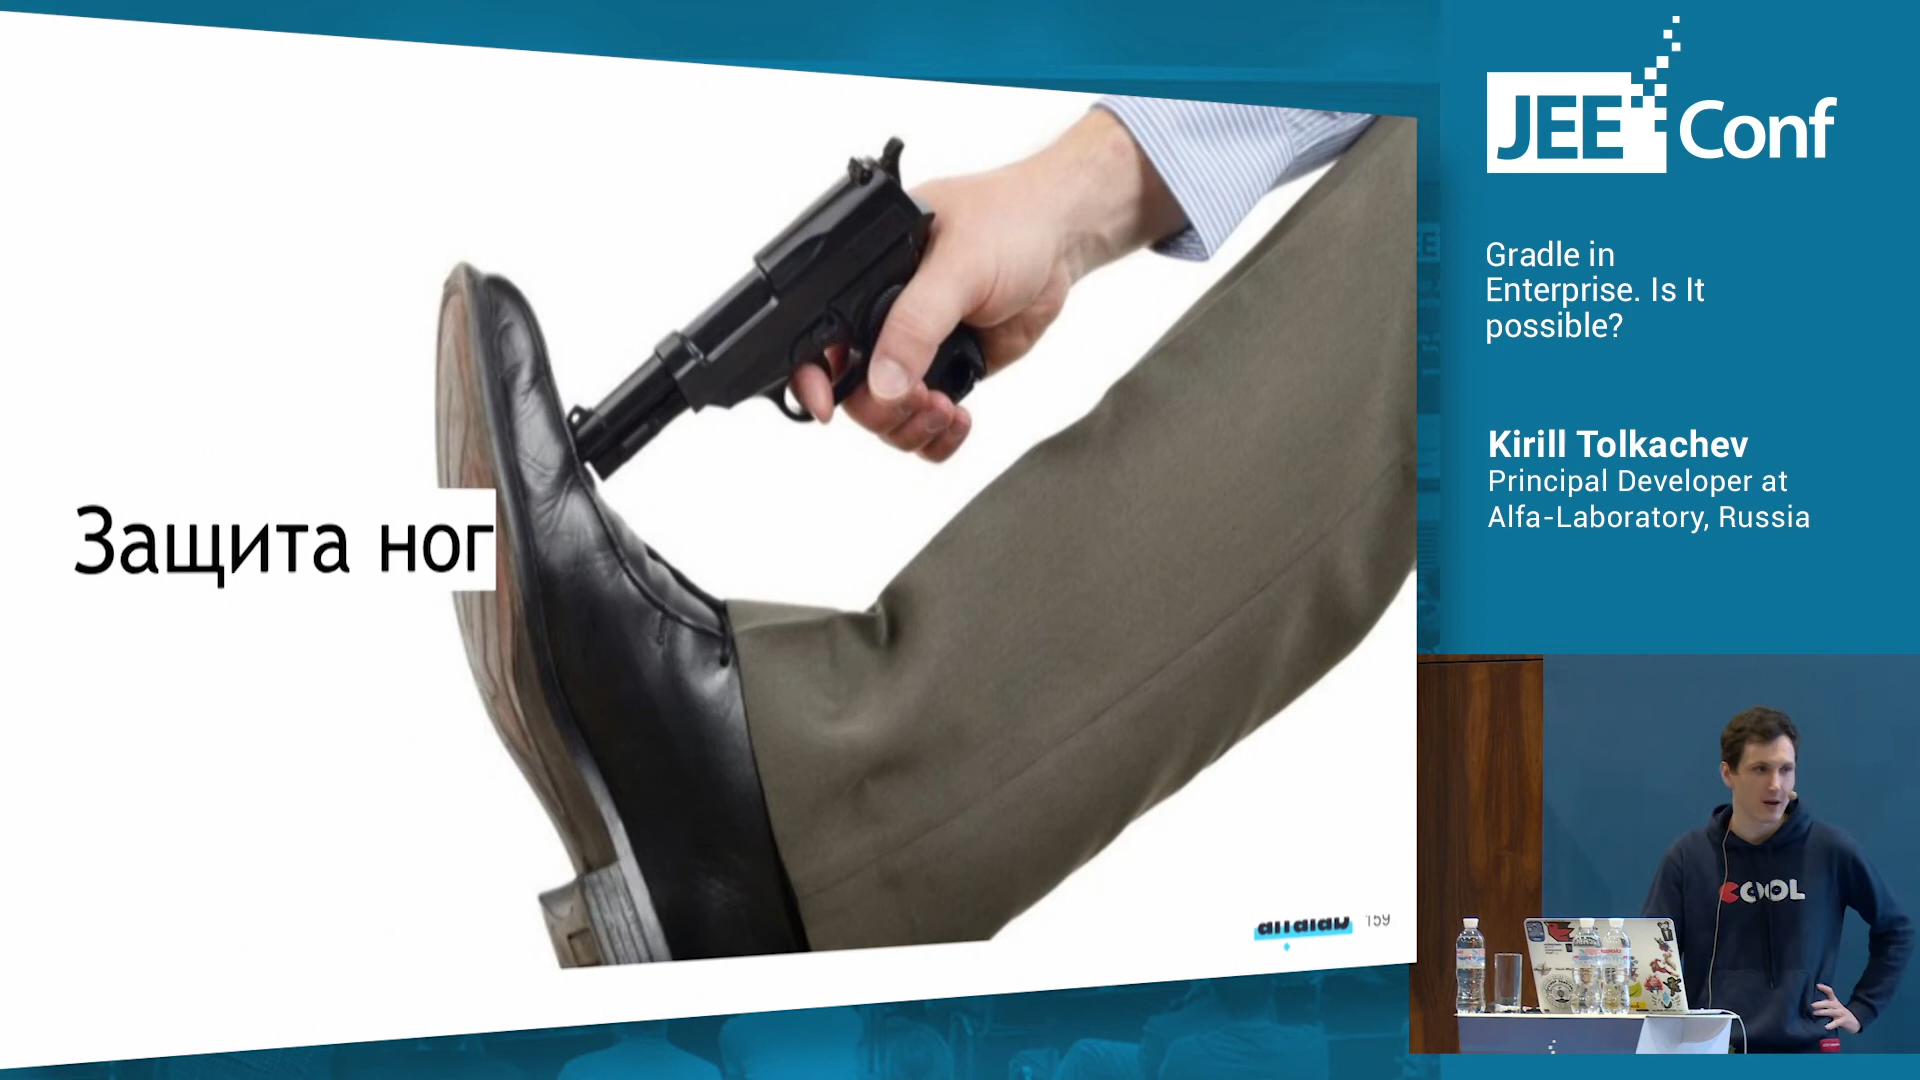 Защита ног
159
JEE Conf
Gradle in
Enterprise. Is It
possible?
Kirill Tolkachev
Principal Developer at
Alfa-Laboratory, Russia
COOL